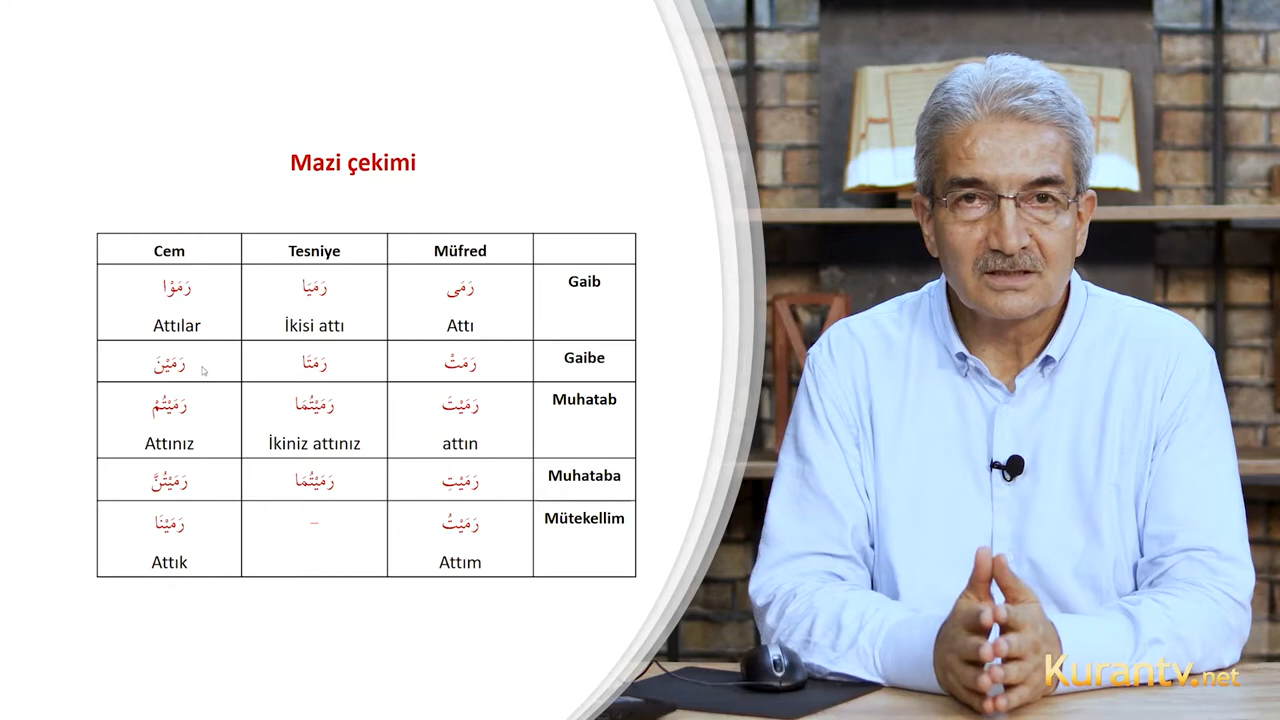 Mazi çekimi
Cem Tesniye Müfred
رَمَوْا رَمَيَا رَمَى Gaib
Attılar İkisi attı Attı
رَمَيْنَ رَمَتَا رَمَتْ Gaibe
رَمَيْتُمْ رَمَيْتُمَا رَمَيْتَ Muhatab
Attınız İkiniz attınız attın
رَمَيْتُنَّ رَمَيْتُمَا رَمَيْتِ Muhataba
رَمَيْنَا – رَمَيْتُ Mütekellim
Attık Attım
Kurantv.net